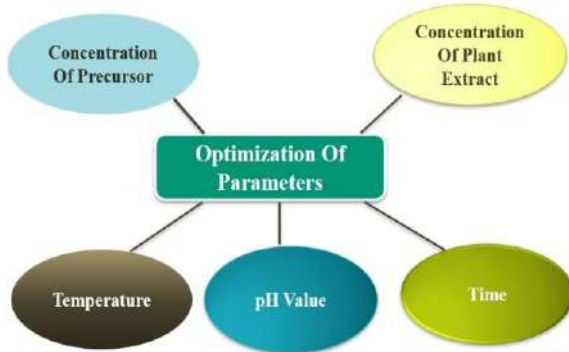 Concentration
Of Precursor
Concentration
Of Plant
Extract
Optimization Of
Parameters
Temperature
pH Value
Time